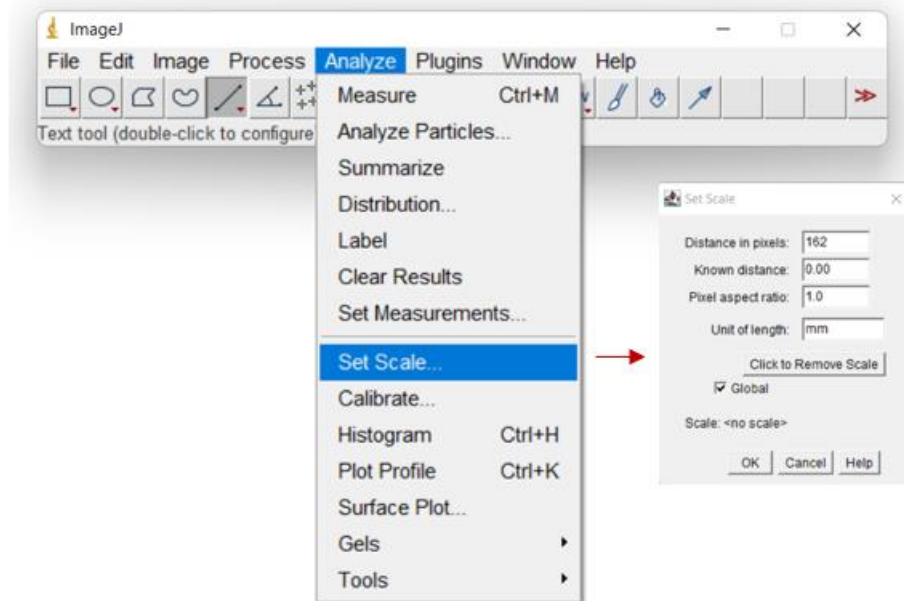 ImageJ
File Edit Image Process Analyze Plugins Window Help
Text tool (double-click to configure
Measure Ctrl+M
Analyze Particles...
Summarize
Distribution...
Label
Clear Results
Set Measurements...
Set Scale...
Calibrate...
Histogram Ctrl+H
Plot Profile Ctrl+K
Surface Plot...
Gels
Tools
Set Scale
Distance in pixels: 162
Known distance: 0.00
Pixel aspect ratio: 1.0
Unit of length: mm
Click to Remove Scale
Global
Scale: <no scale>
OK Cancel Help